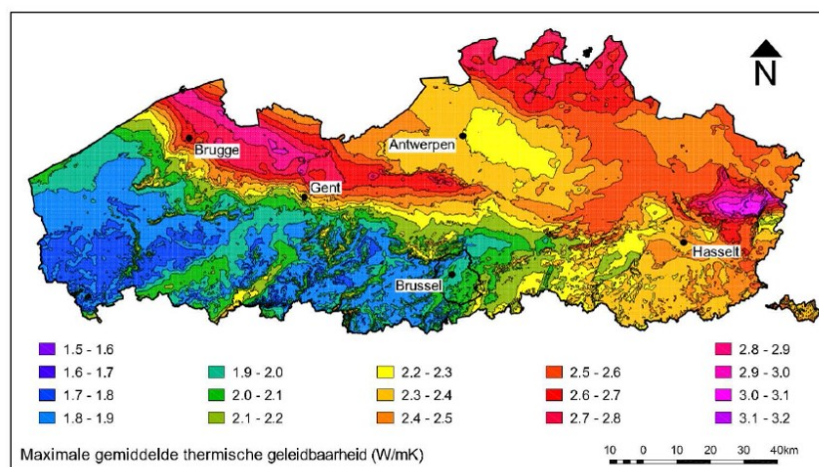 N
Brugge
Antwerpen
Gent
Hasselt
Brussel
1.5 - 1.6
1.6 - 1.7
1.7 - 1.8
1.8 - 1.9
1.9 - 2.0
2.0 - 2.1
2.1 - 2.2
2.2 - 2.3
2.3 - 2.4
2.4 - 2.5
2.5 - 2.6
2.6 - 2.7
2.7 - 2.8
2.8 - 2.9
2.9 - 3.0
3.0 - 3.1
3.1 - 3.2
Maximale gemiddelde thermische geleidbaarheid (W/mK)
10 0 10 20 30 40km